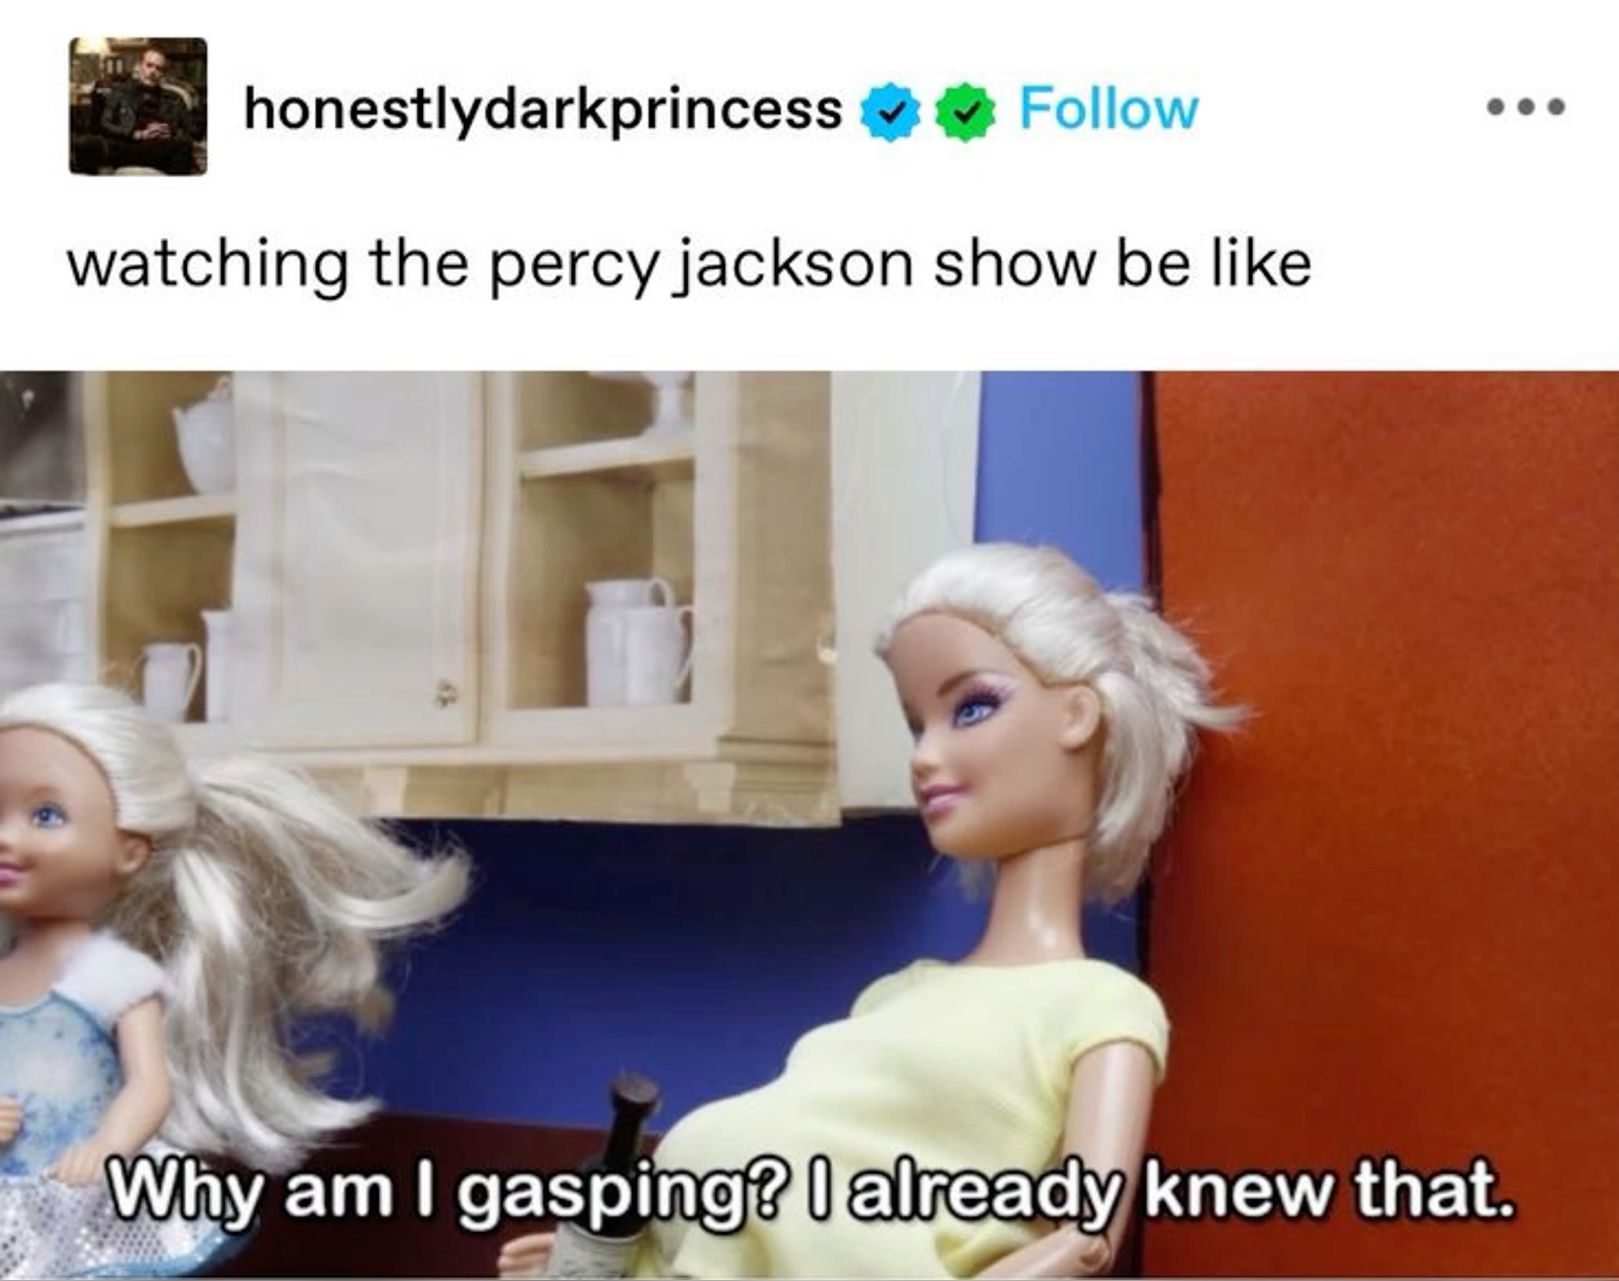 honestlydarkprincess Follow
watching the percy jackson show be like
Why am I gasping? I already knew that.